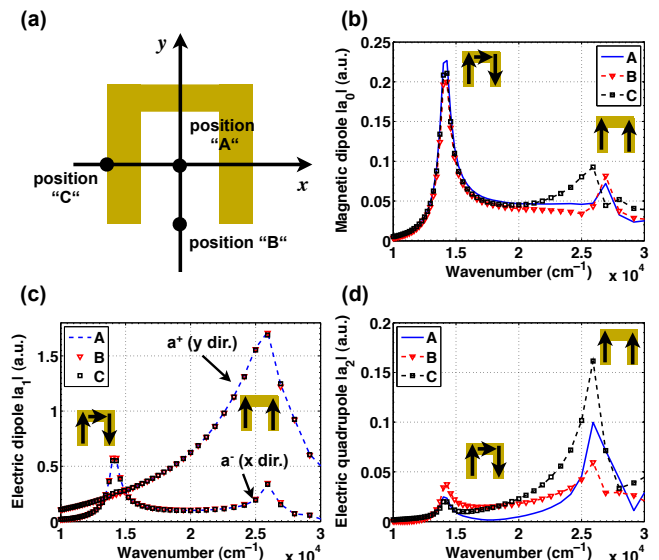 (a)
y
position
“A“
x
position
“C“
position “B“
(b)
Magnetic dipole |a0| (a.u.)
0.25
0.2
0.15
0.1
0.05
0
1
1.5
2
2.5
3
Wavenumber (cm−1)
x 10^4
A
B
C
(c)
Electric dipole |a1| (a.u.)
1.5
1
0.5
0
1
1.5
2
2.5
3
Wavenumber (cm−1)
x 10^4
A
B
C
a+ (y dir.)
a- (x dir.)
(d)
Electric quadrupole |a2| (a.u.)
0.2
0.15
0.1
0.05
0
1
1.5
2
2.5
3
Wavenumber (cm−1)
x 10^4
A
B
C